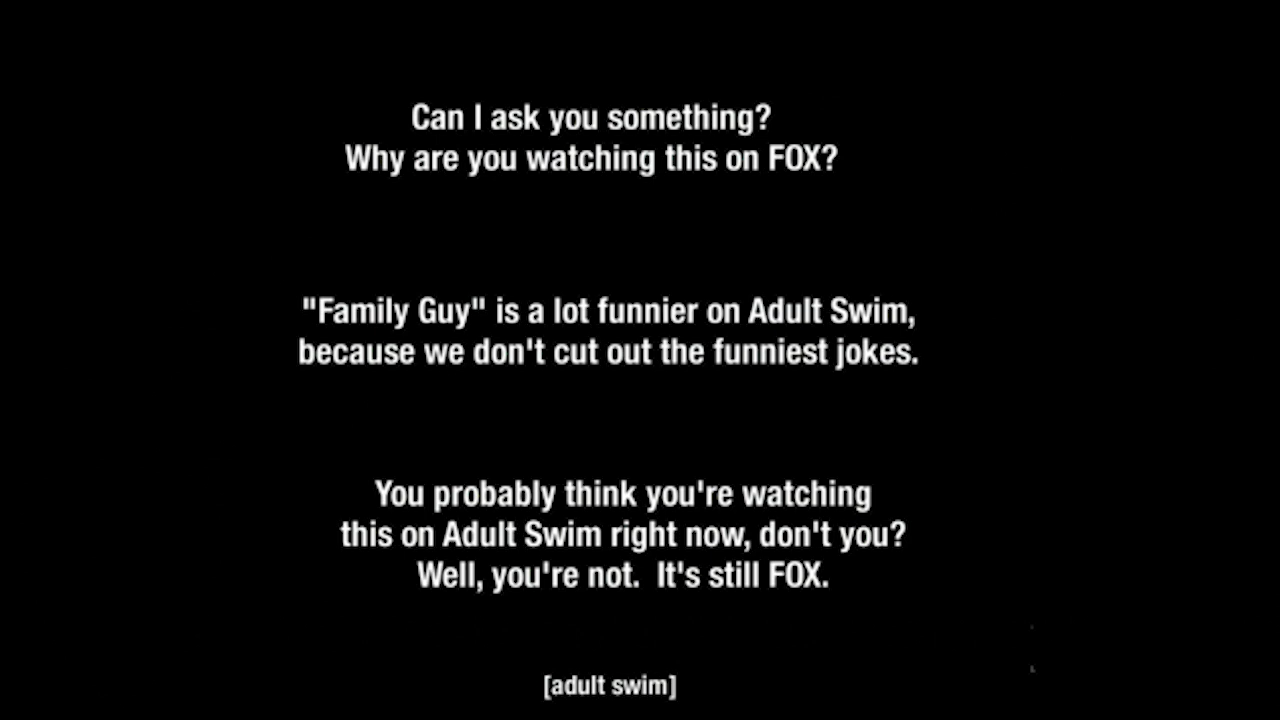 Can I ask you something?
Why are you watching this on FOX?
"Family Guy" is a lot funnier on Adult Swim,
because we don't cut out the funniest jokes.
You probably think you're watching
this on Adult Swim right now, don't you?
Well, you're not.  It's still FOX.
[adult swim]